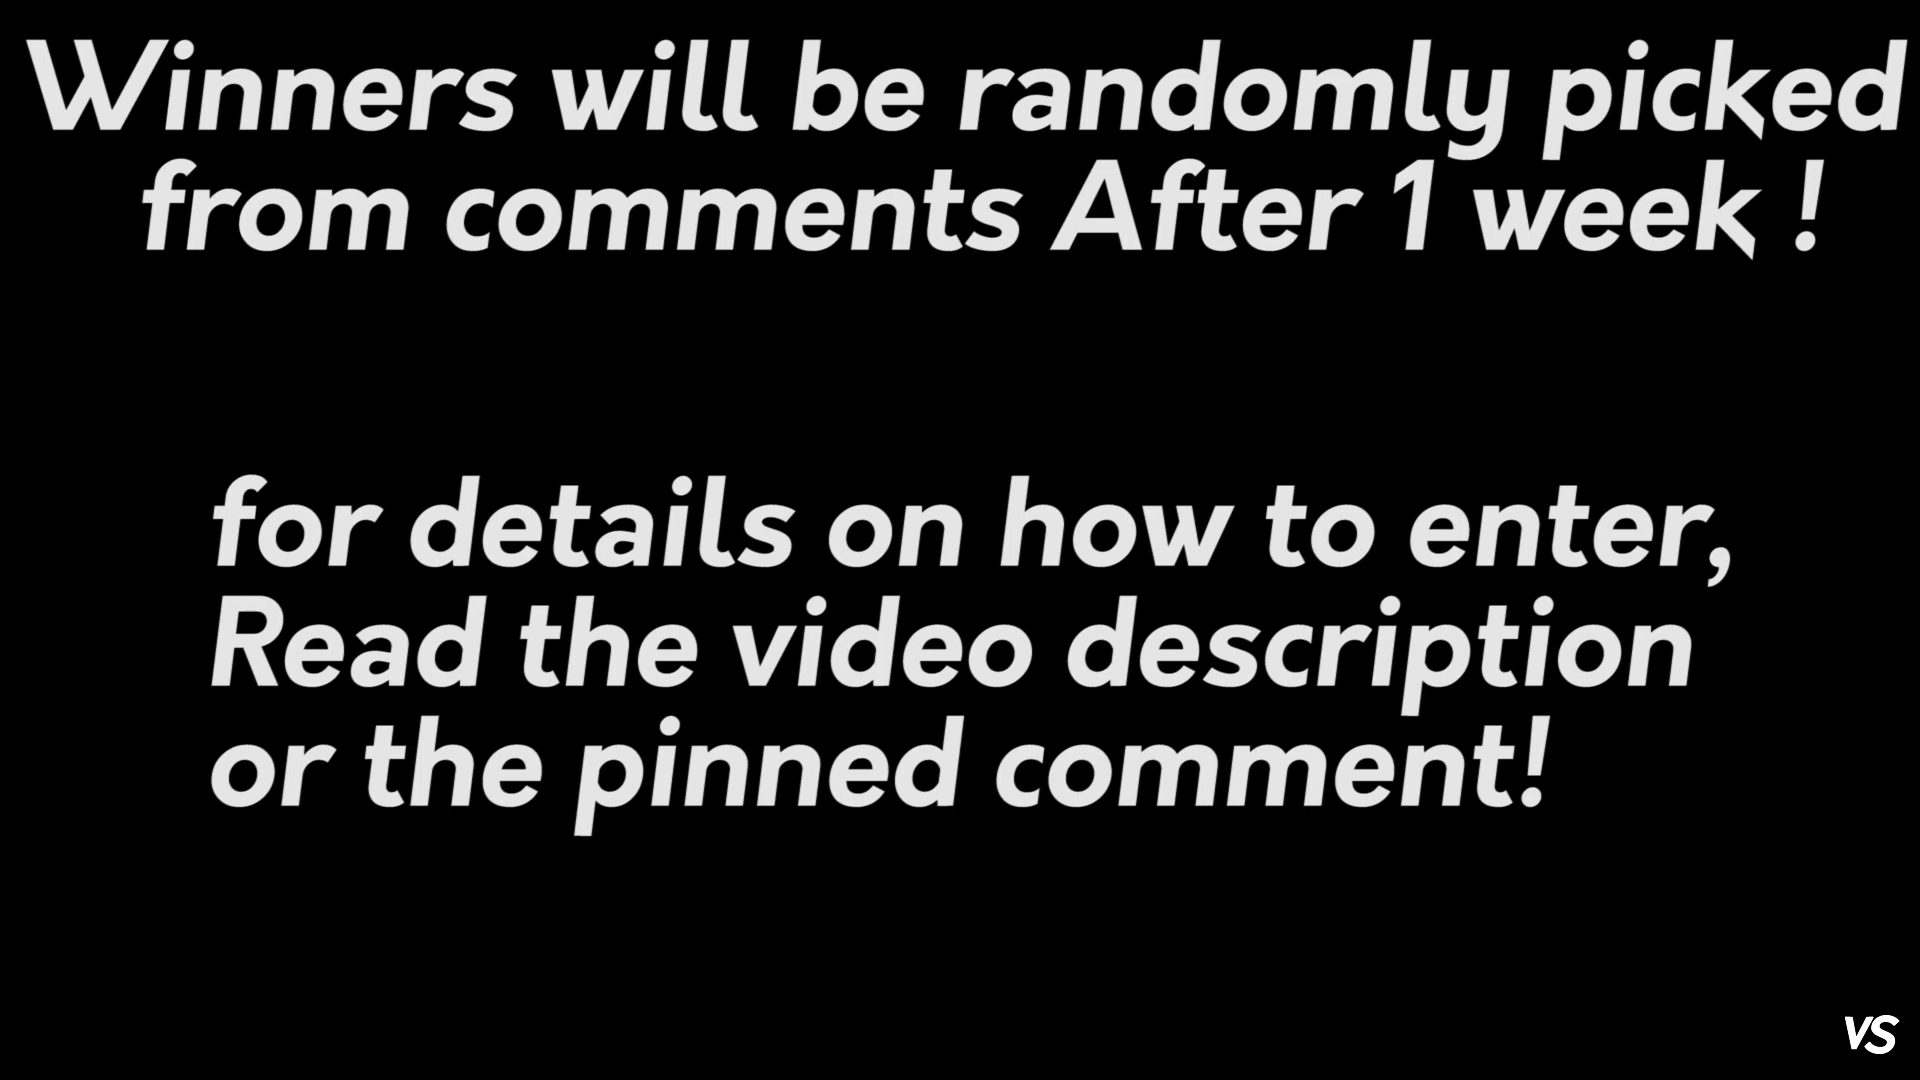 Winners will be randomly picked
from comments After 1 week !
for details on how to enter,
Read the video description
or the pinned comment!
VS